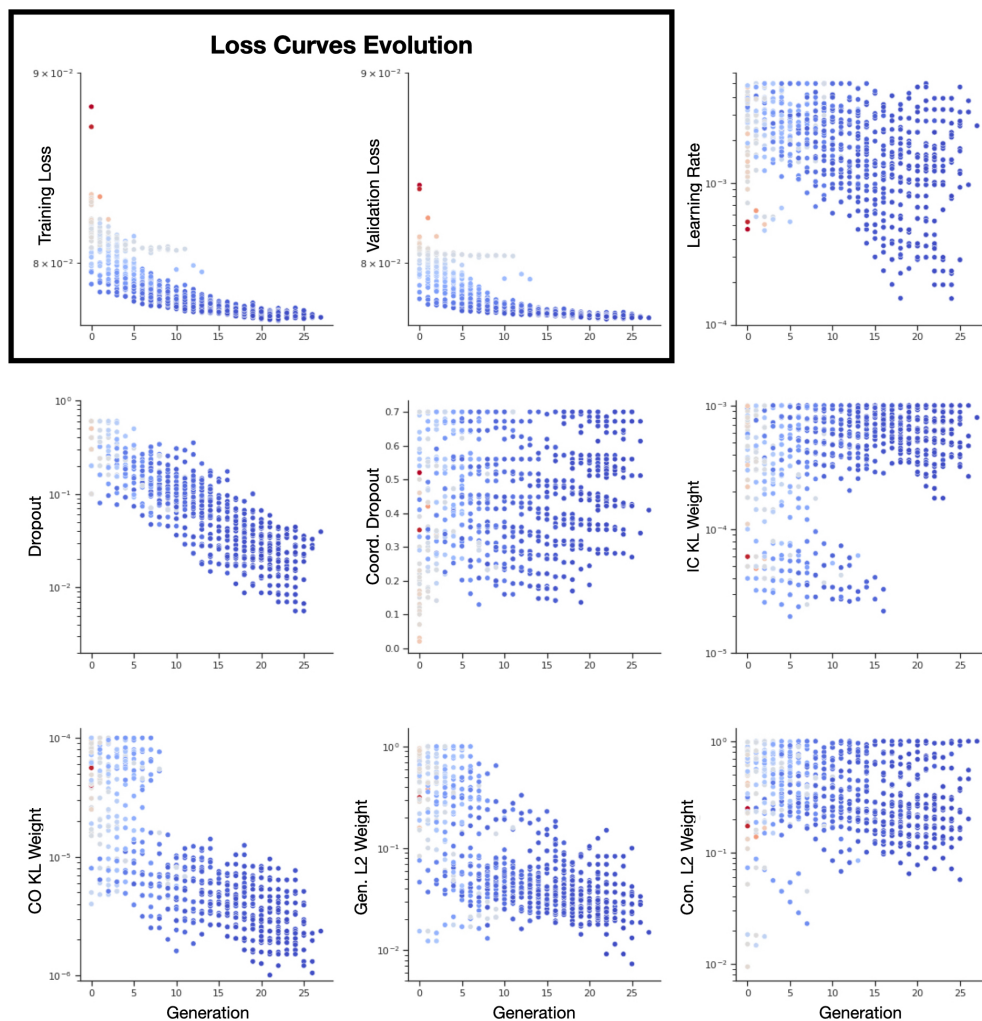 Loss Curves Evolution
Training Loss
9 × 10⁻²
8 × 10⁻²
0 5 10 15 20 25
Validation Loss
9 × 10⁻²
8 × 10⁻²
0 5 10 15 20 25
Learning Rate
10⁻³
10⁻⁴
0 5 10 15 20 25
Dropout
10⁰
10⁻¹
10⁻²
0 5 10 15 20 25
Coord. Dropout
0.7
0.6
0.5
0.4
0.3
0.2
0.1
0.0
0 5 10 15 20 25
IC KL Weight
10⁻³
10⁻⁴
10⁻⁵
0 5 10 15 20 25
CO KL Weight
10⁻⁴
10⁻⁵
10⁻⁶
0 5 10 15 20 25
Generation
Gen. L2 Weight
10⁰
10⁻¹
10⁻²
0 5 10 15 20 25
Generation
Con. L2 Weight
10⁰
10⁻¹
10⁻²
0 5 10 15 20 25
Generation